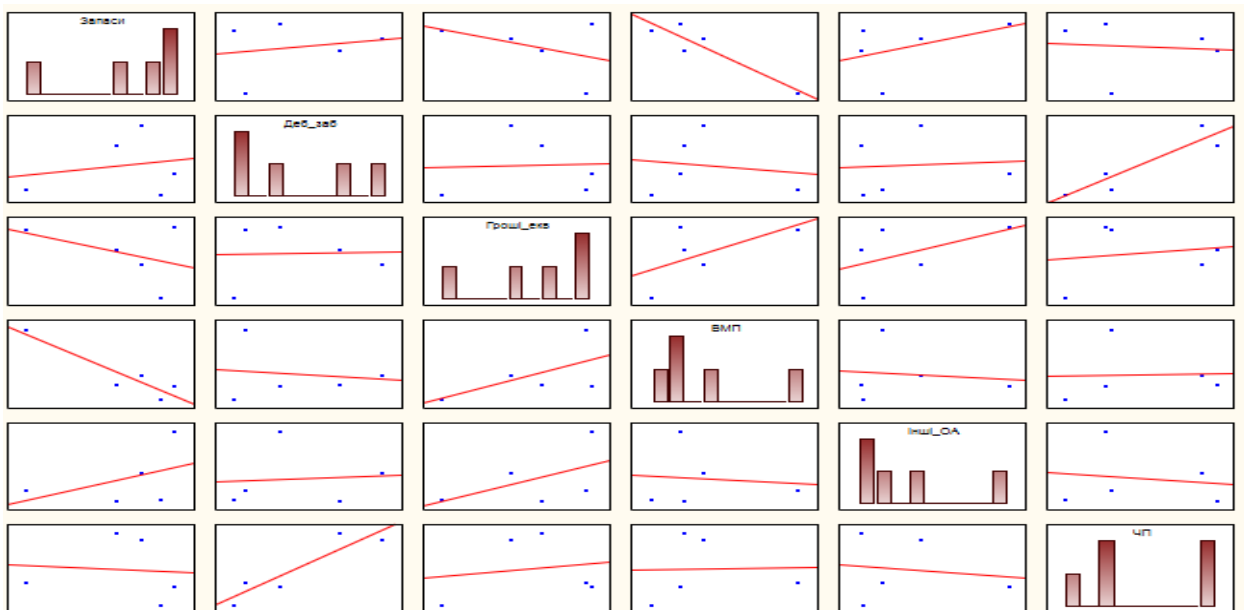 Запаси
Деб_заб
Гроші_екв
ВМП
Інші_ОА
ЧП